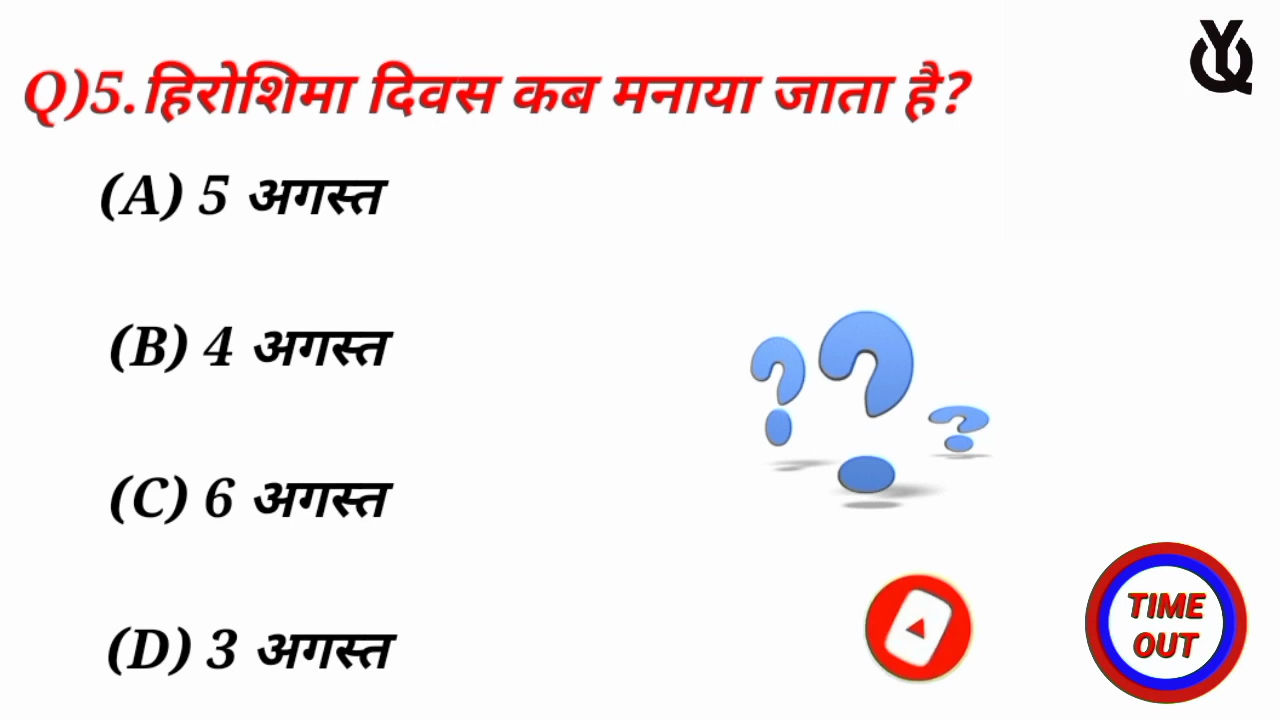 Q)5.हिरोशिमा दिवस कब मनाया जाता है?
(A) 5 अगस्त
(B) 4 अगस्त
(C) 6 अगस्त
(D) 3 अगस्त
TIME
OUT